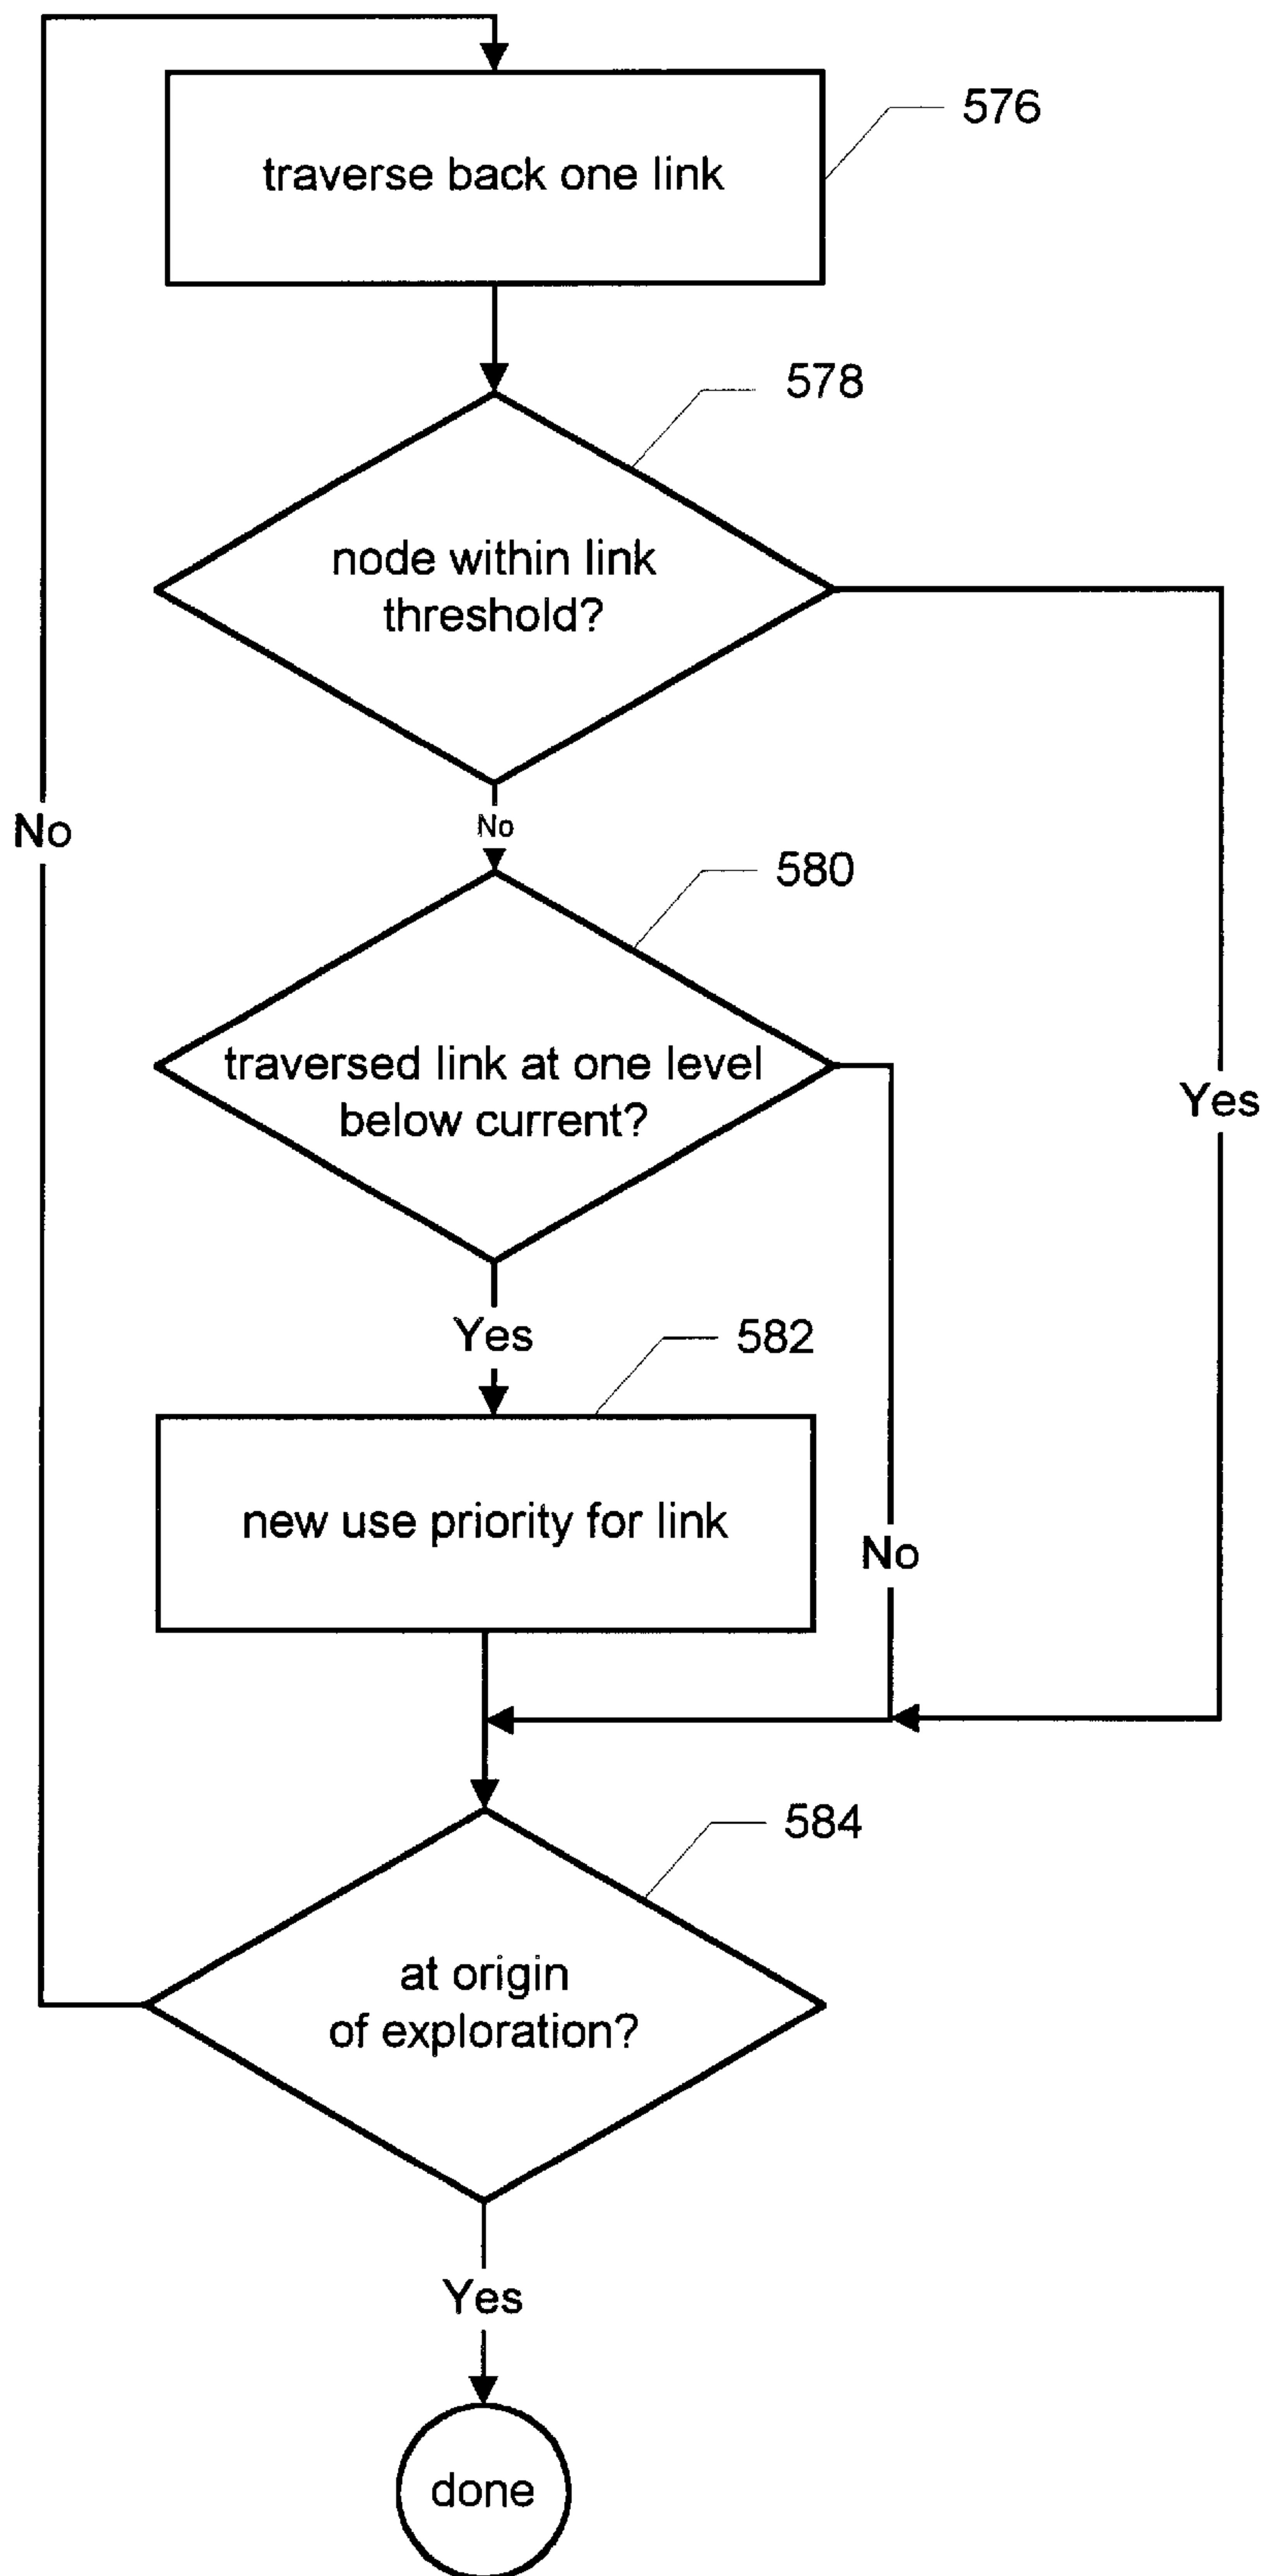 576
traverse back one link
578
node within link
threshold?
No
No
580
traversed link at one level
below current?
Yes
Yes
582
new use priority for link
No
584
at origin
of exploration?
Yes
done